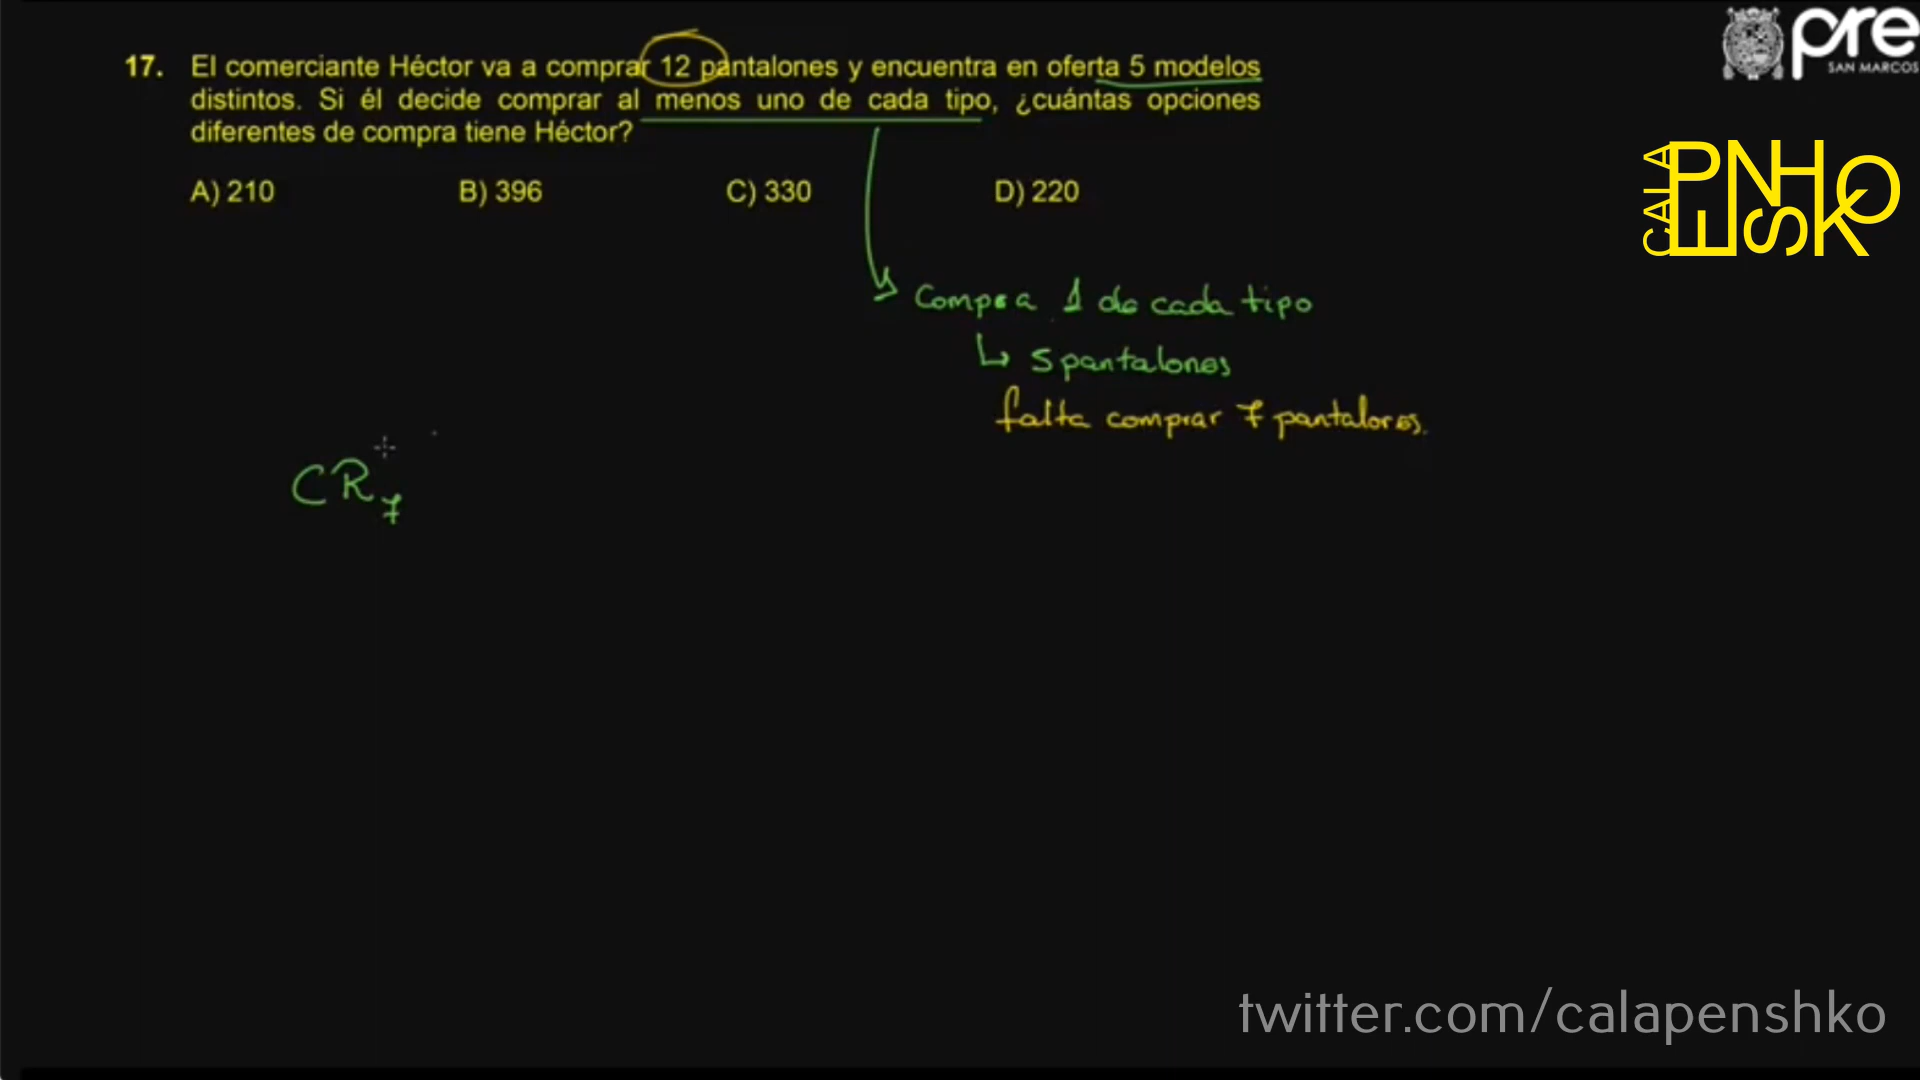 pre
SAN MARCOS
17. El comerciante Héctor va a comprar 12 pantalones y encuentra en oferta 5 modelos
distintos. Si él decide comprar al menos uno de cada tipo, ¿cuántas opciones
diferentes de compra tiene Héctor?
CALA
PENSHKO
A) 210 B) 396 C) 330 D) 220
Compra 1 de cada tipo
↳ 5 pantalones
falta comprar 7 pantalones.
CR7
twitter.com/calapenshko